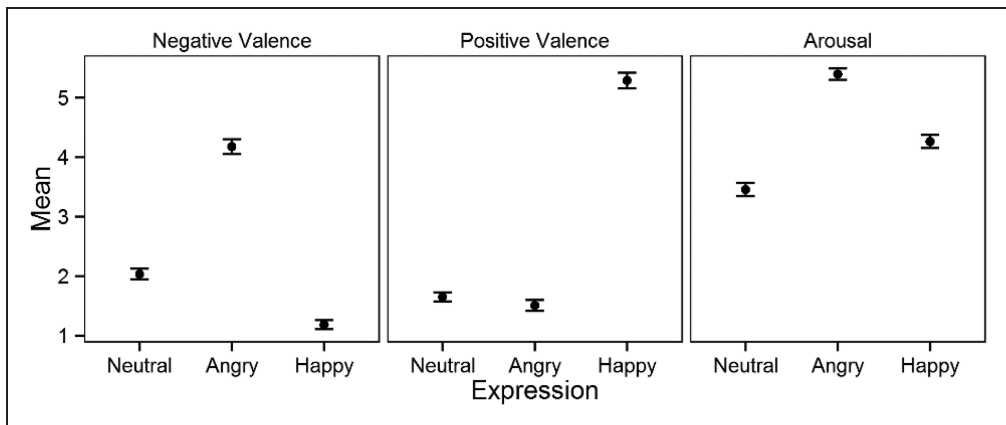 Negative Valence Positive Valence Arousal
5
4
3
2
1
Mean
Neutral Angry Happy Neutral Angry Happy Neutral Angry Happy
Expression